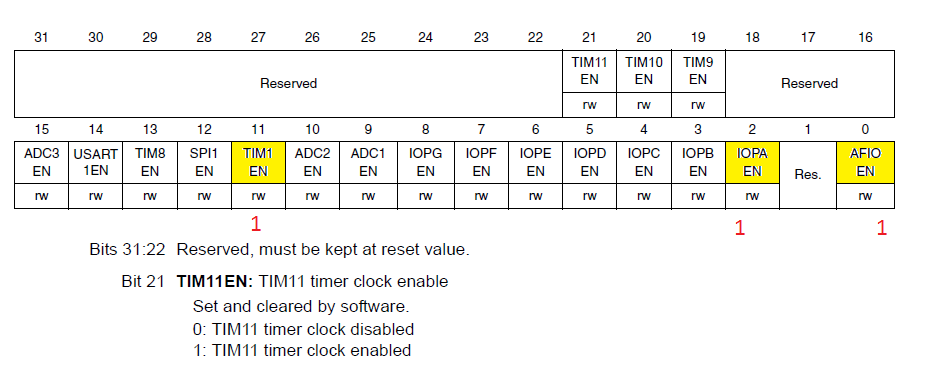 31 30 29 28 27 26 25 24 23 22 21 20 19 18 17 16
Reserved TIM11 EN TIM10 EN TIM9 EN Reserved
rw rw rw
15 14 13 12 11 10 9 8 7 6 5 4 3 2 1 0
ADC3 EN USART 1EN TIM8 EN SPI1 EN TIM1 EN ADC2 EN ADC1 EN IOPG EN IOPF EN IOPE EN IOPD EN IOPC EN IOPB EN IOPA EN Res. AFIO EN
rw rw rw rw rw rw rw rw rw rw rw rw rw rw rw
1 1 1
Bits 31:22 Reserved, must be kept at reset value.
Bit 21 TIM11EN: TIM11 timer clock enable
Set and cleared by software.
0: TIM11 timer clock disabled
1: TIM11 timer clock enabled